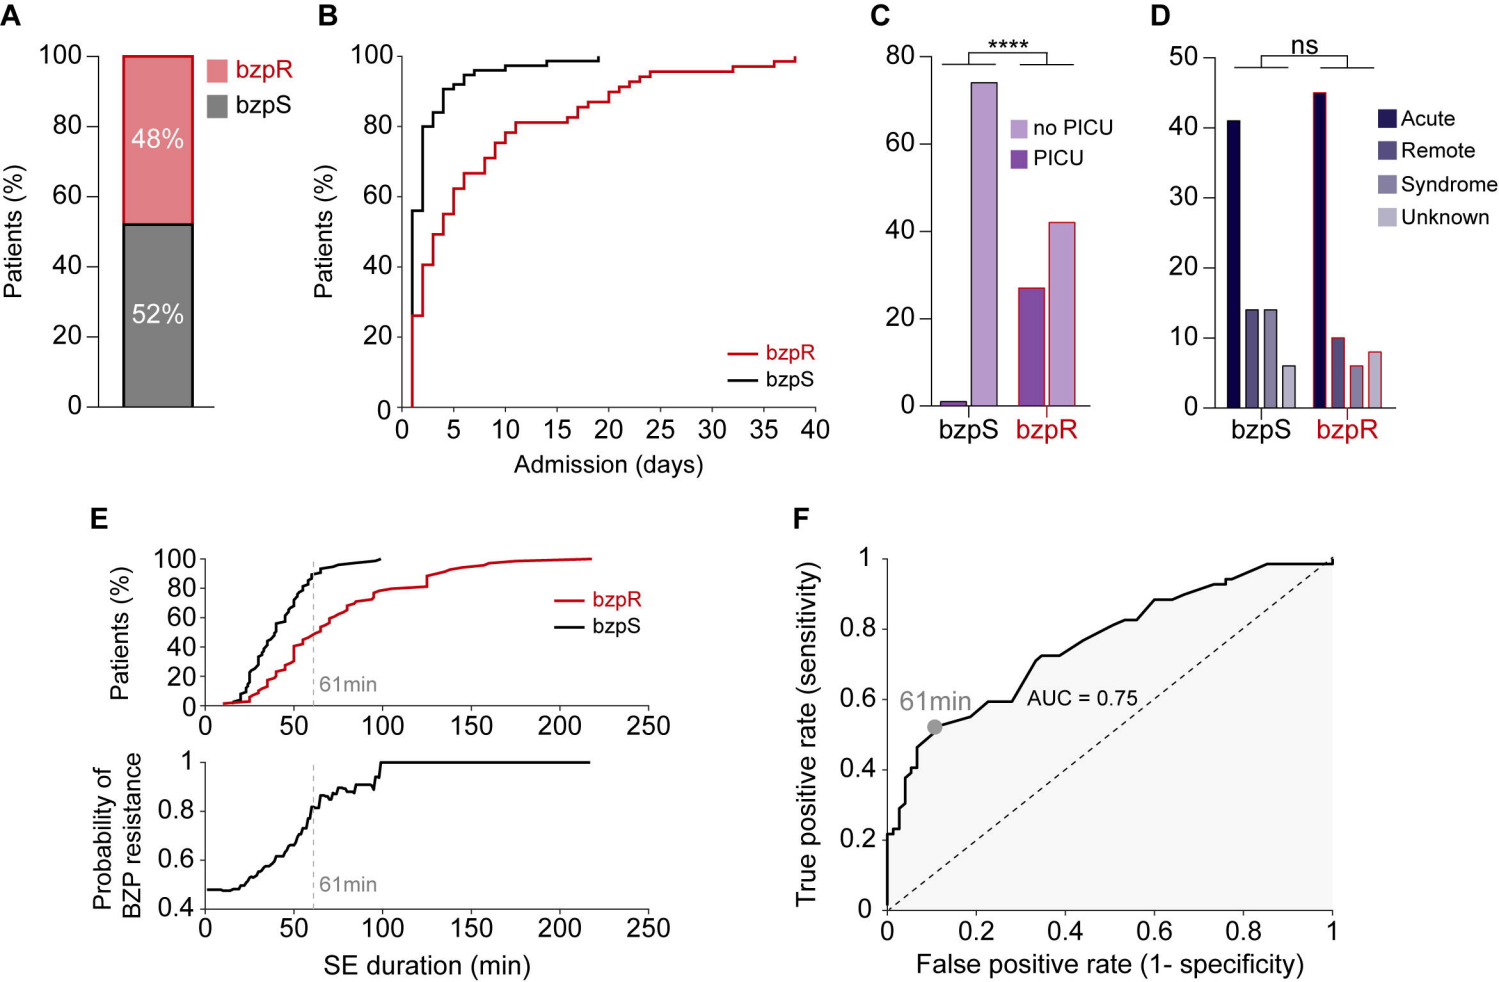 A
Patients (%)
100
80
60
40
20
0
48%
52%
bzpR
bzpS
B
Patients (%)
100
80
60
40
20
0
0 5 10 15 20 25 30 35 40
Admission (days)
bzpR
bzpS
C
80
60
40
20
0
****
no PICU
PICU
bzpS bzpR
D
50
40
30
20
10
0
ns
Acute
Remote
Syndrome
Unknown
bzpS bzpR
E
Patients (%)
100
80
60
40
20
0
bzpR
bzpS
61min
0 50 100 150 200 250
Probability of
BZP resistance
1
0.8
0.6
0.4
61min
0 50 100 150 200 250
SE duration (min)
F
True positive rate (sensitivity)
1
0.8
0.6
0.4
0.2
0
61min
AUC = 0.75
0 0.2 0.4 0.6 0.8 1
False positive rate (1- specificity)